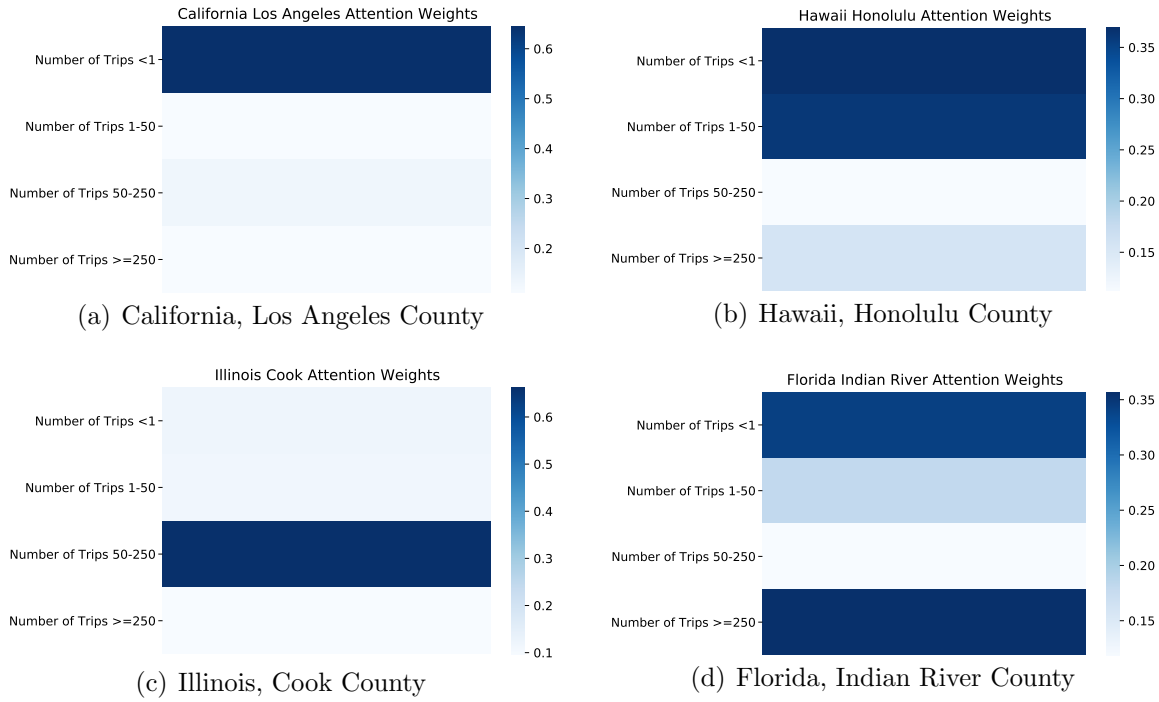 California Los Angeles Attention Weights
Number of Trips <1
Number of Trips 1-50
Number of Trips 50-250
Number of Trips >=250
0.6
0.5
0.4
0.3
0.2
(a) California, Los Angeles County
Hawaii Honolulu Attention Weights
Number of Trips <1
Number of Trips 1-50
Number of Trips 50-250
Number of Trips >=250
0.35
0.30
0.25
0.20
0.15
(b) Hawaii, Honolulu County
Illinois Cook Attention Weights
Number of Trips <1
Number of Trips 1-50
Number of Trips 50-250
Number of Trips >=250
0.6
0.5
0.4
0.3
0.2
0.1
(c) Illinois, Cook County
Florida Indian River Attention Weights
Number of Trips <1
Number of Trips 1-50
Number of Trips 50-250
Number of Trips >=250
0.35
0.30
0.25
0.20
0.15
(d) Florida, Indian River County